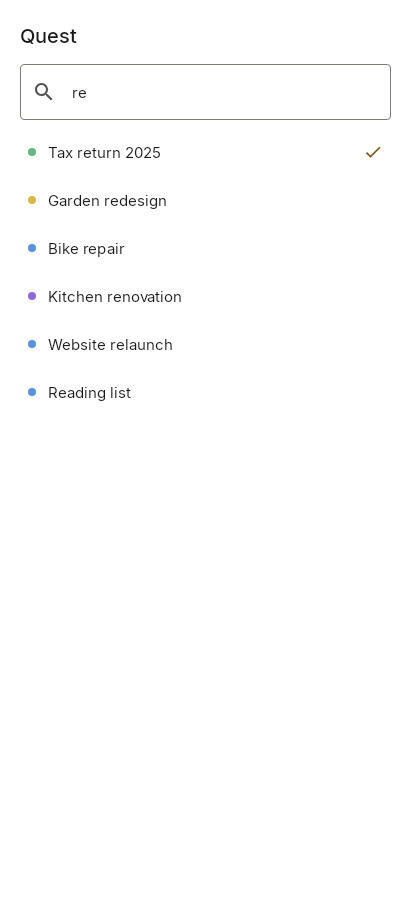 Quest
re
Tax return 2025
Garden redesign
Bike repair
Kitchen renovation
Website relaunch
Reading list